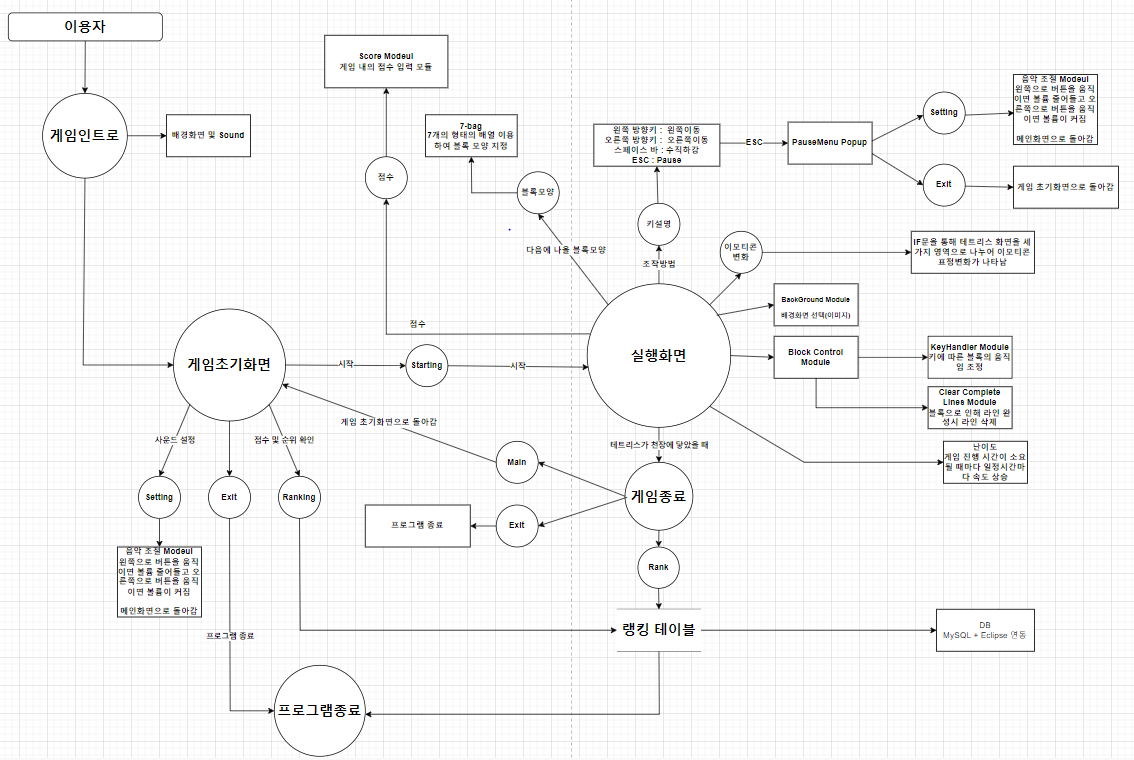 이용자
Score Modeul
게임 내의 점수 입력 모듈
음악 조절 Modeul
왼쪽으로 버튼을 움직
이면 볼륨 줄어들고 오
른쪽으로 버튼을 움직
이면 볼륨이 커짐
메인화면으로 돌아감
Setting
게임인트로
배경화면 및 Sound
7-bag
7개의 형태의 배열 이용
하여 블록 모양 지정
왼쪽 방향키 : 왼쪽이동
오른쪽 방향키 : 오른쪽이동
스페이스 바 : 수직하강
ESC : Pause
ESC
PauseMenu Popup
점수
블록모양
Exit
게임 초기화면으로 돌아감
키설명
다음에 나올 블록모양
조작방법
이모티콘
변화
IF문을 통해 테트리스 화면을 세
가지 영역으로 나누어 이모티콘
표정변화가 나타남
BackGround Module
배경화면 선택(이미지)
점수
게임초기화면
시작
Starting
시작
실행화면
Block Control
Module
KeyHandler Module
키에 따른 블록의 움직
임 조정
Clear Complete
Lines Module
블록으로 인해 라인 완
성시 라인 삭제
게임 초기화면으로 돌아감
사운드 설정
점수 및 순위 확인
테트리스가 천장에 닿았을 때
난이도
게임 진행 시간이 소요
될 때마다 일정시간마
다 속도 상승
Main
Setting
Exit
Ranking
게임종료
프로그램 종료
Exit
음악 조절 Modeul
왼쪽으로 버튼을 움직
이면 볼륨 줄어들고 오
른쪽으로 버튼을 움직
이면 볼륨이 커짐
메인화면으로 돌아감
Rank
프로그램 종료
랭킹 테이블
DB
MySQL + Eclipse 연동
프로그램종료